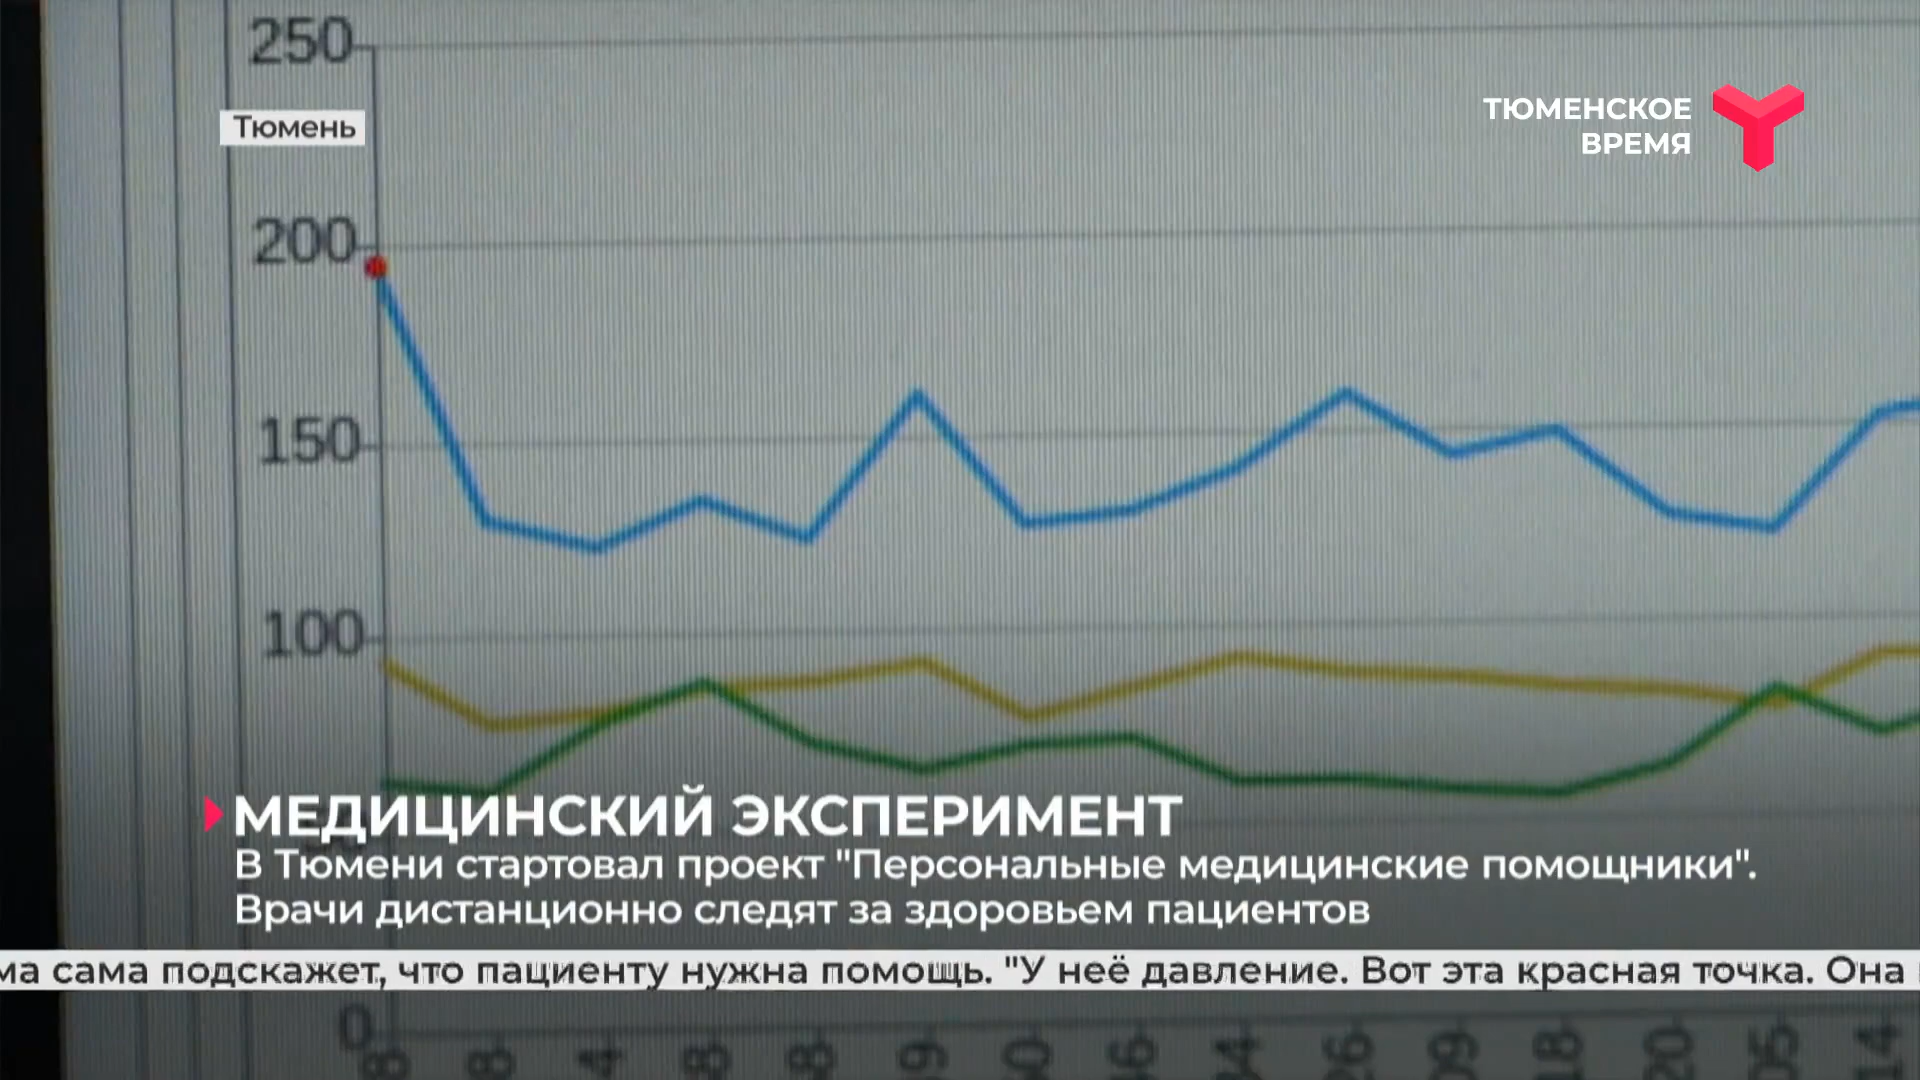 250
Тюмень
ТЮМЕНСКОЕ
ВРЕМЯ
200
150
100
МЕДИЦИНСКИЙ ЭКСПЕРИМЕНТ
В Тюмени стартовал проект "Персональные медицинские помощники".
Врачи дистанционно следят за здоровьем пациентов
ма сама подскажет, что пациенту нужна помощь. "У неё давление. Вот эта красная точка. Она
0